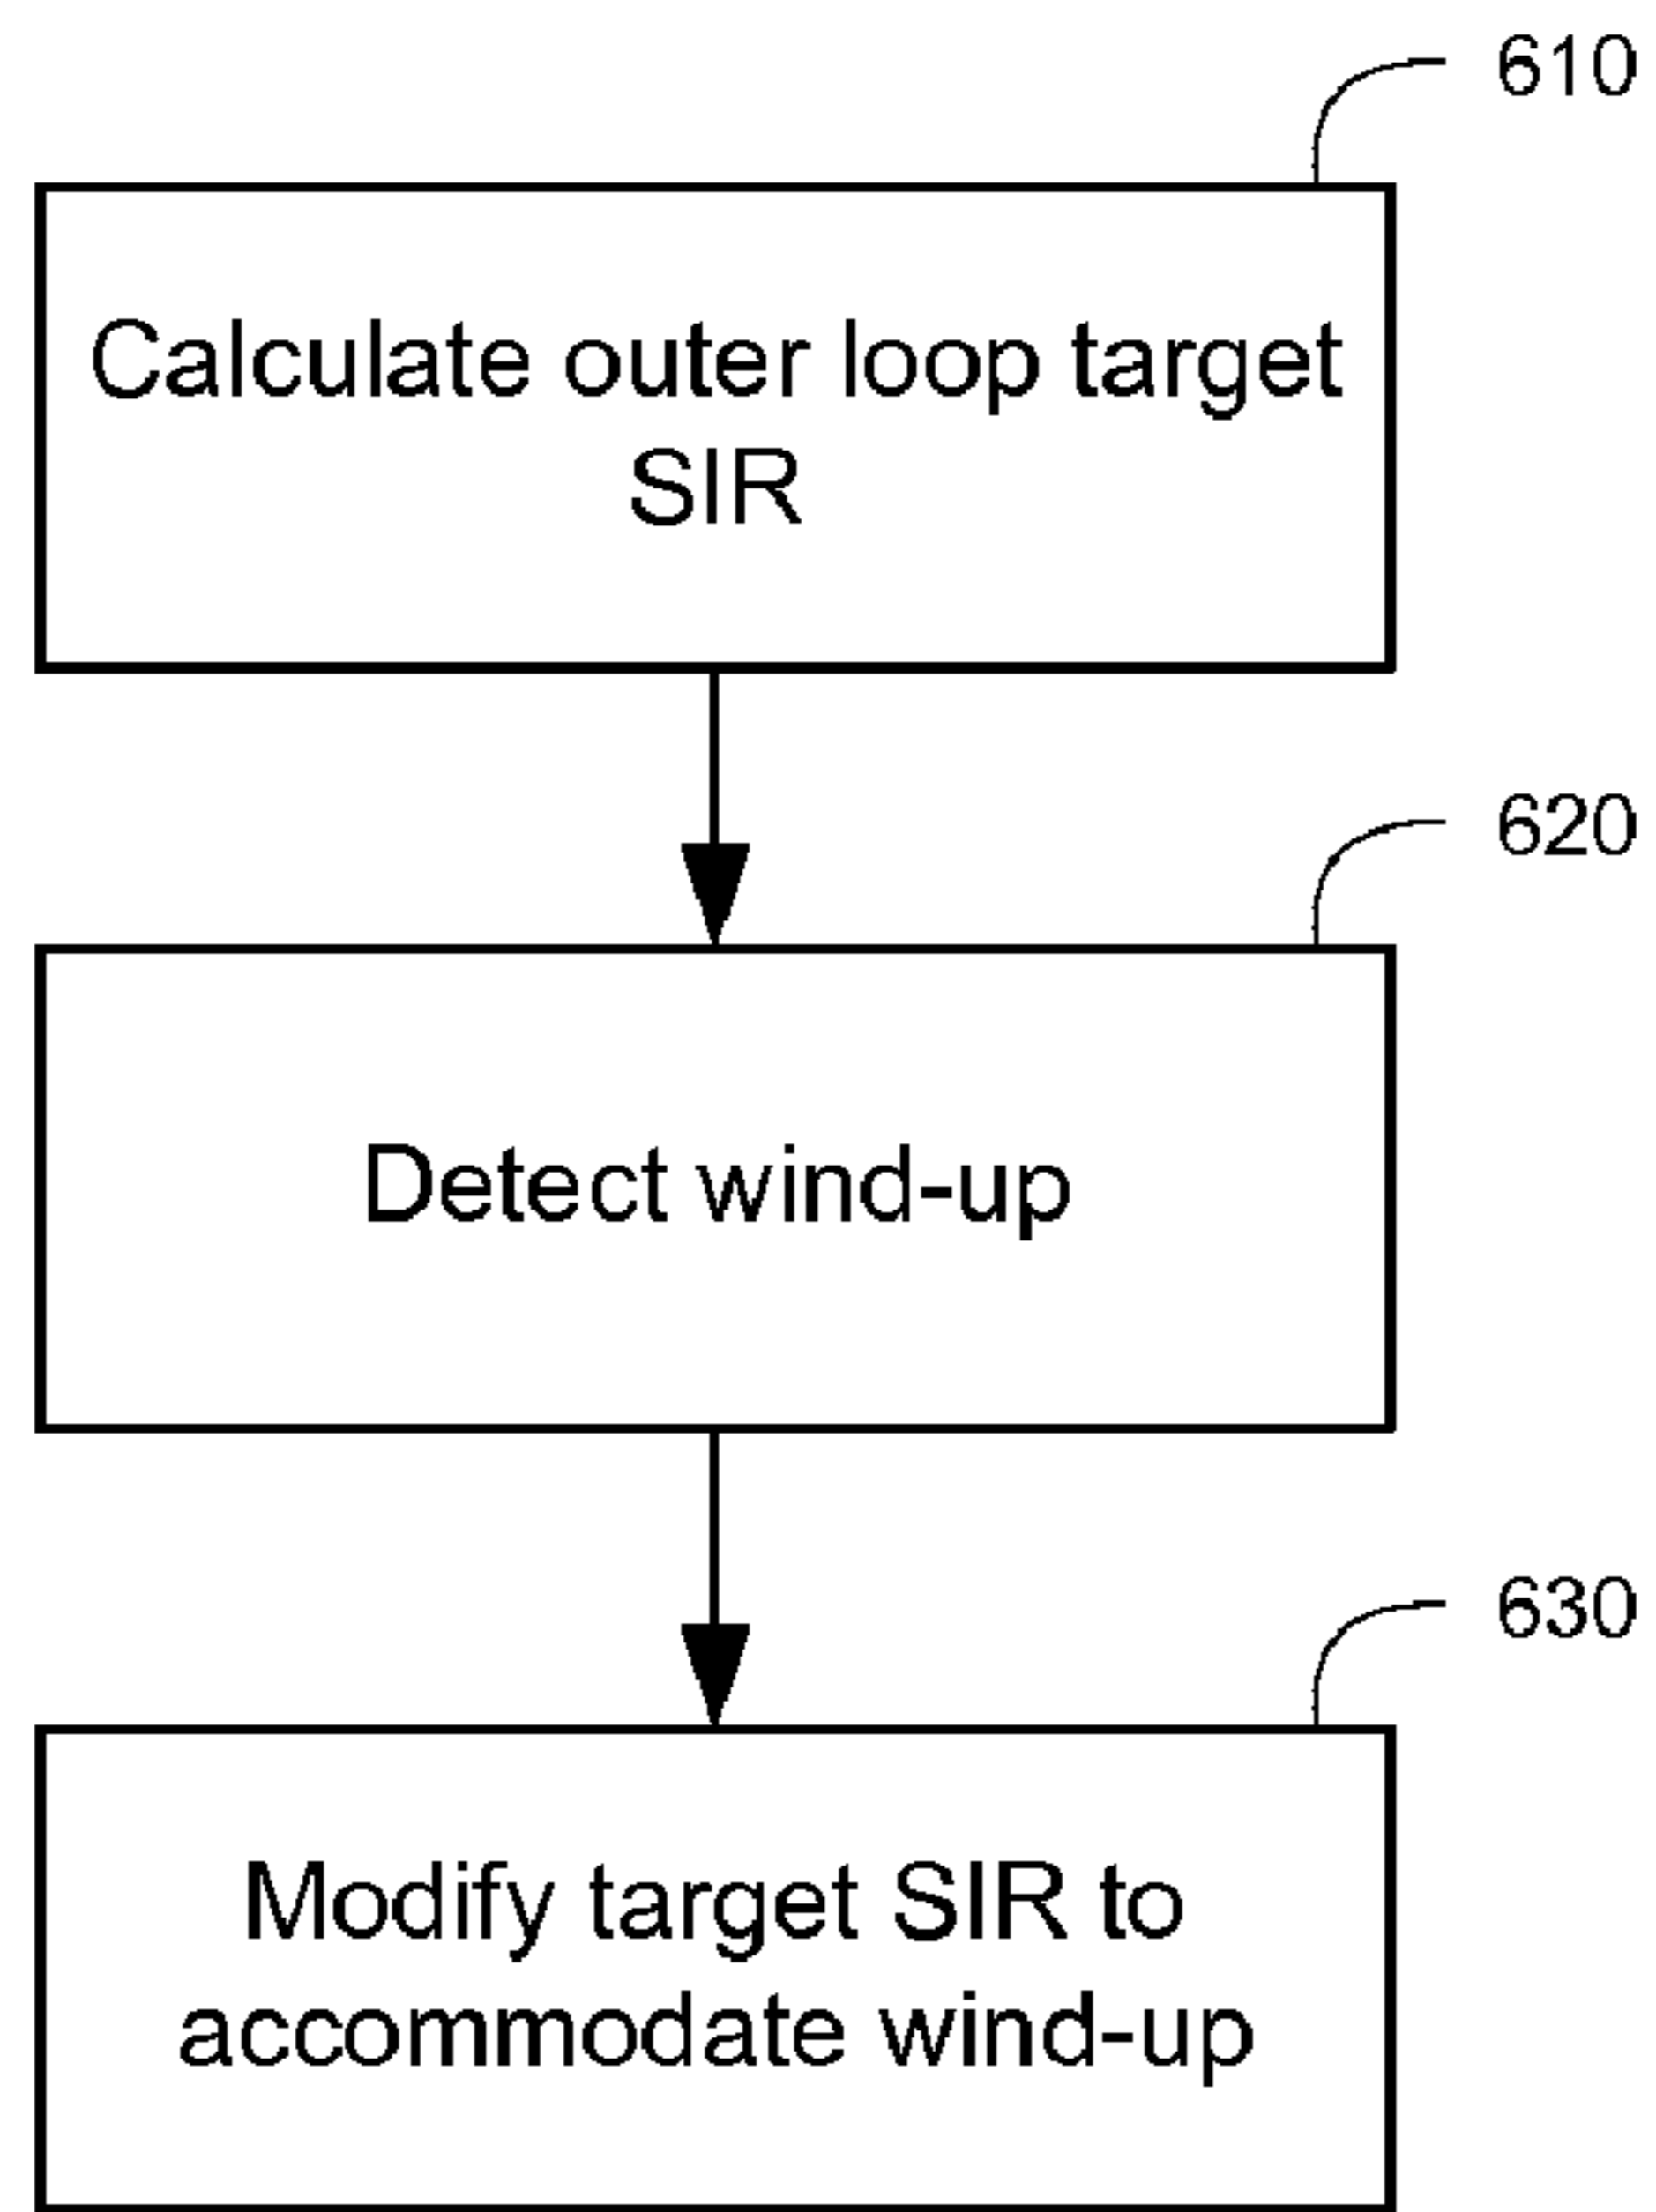 610
Calculate outer loop target
SIR
620
Detect wind-up
630
Modify target SIR to
accommodate wind-up